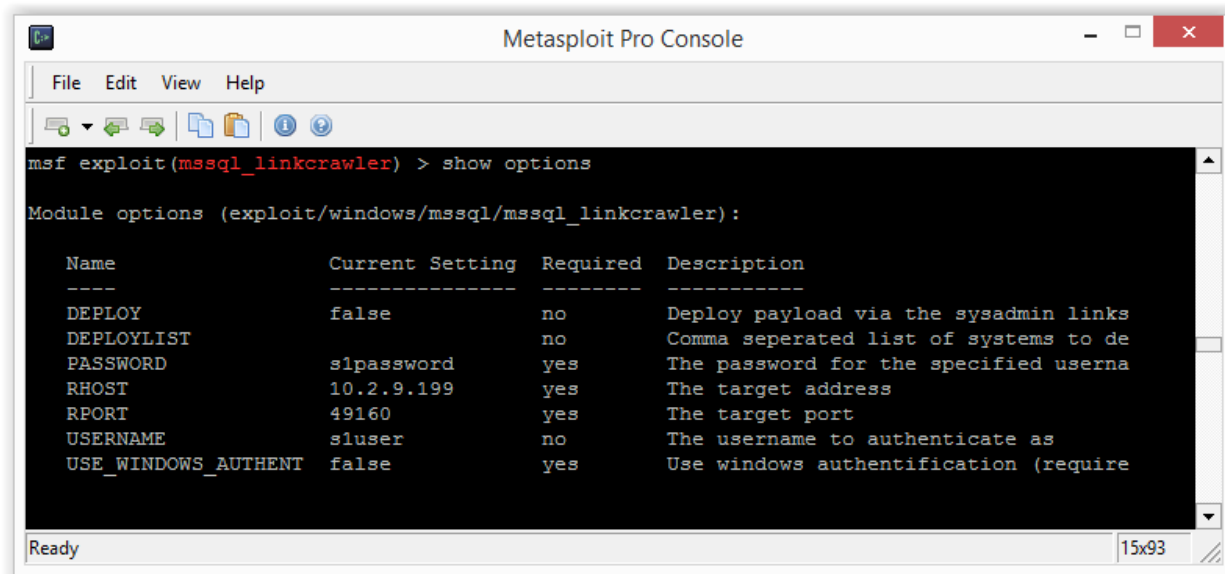 Metasploit Pro Console
File Edit View Help
msf exploit(mssql_linkcrawler) > show options
Module options (exploit/windows/mssql/mssql_linkcrawler):
Name Current Setting Required Description
---- --------------- -------- -----------
DEPLOY false no Deploy payload via the sysadmin links
DEPLOYLIST no Comma seperated list of systems to de
PASSWORD s1password yes The password for the specified userna
RHOST 10.2.9.199 yes The target address
RPORT 49160 yes The target port
USERNAME s1user no The username to authenticate as
USE_WINDOWS_AUTHENT false yes Use windows authentification (require
Ready 15x93